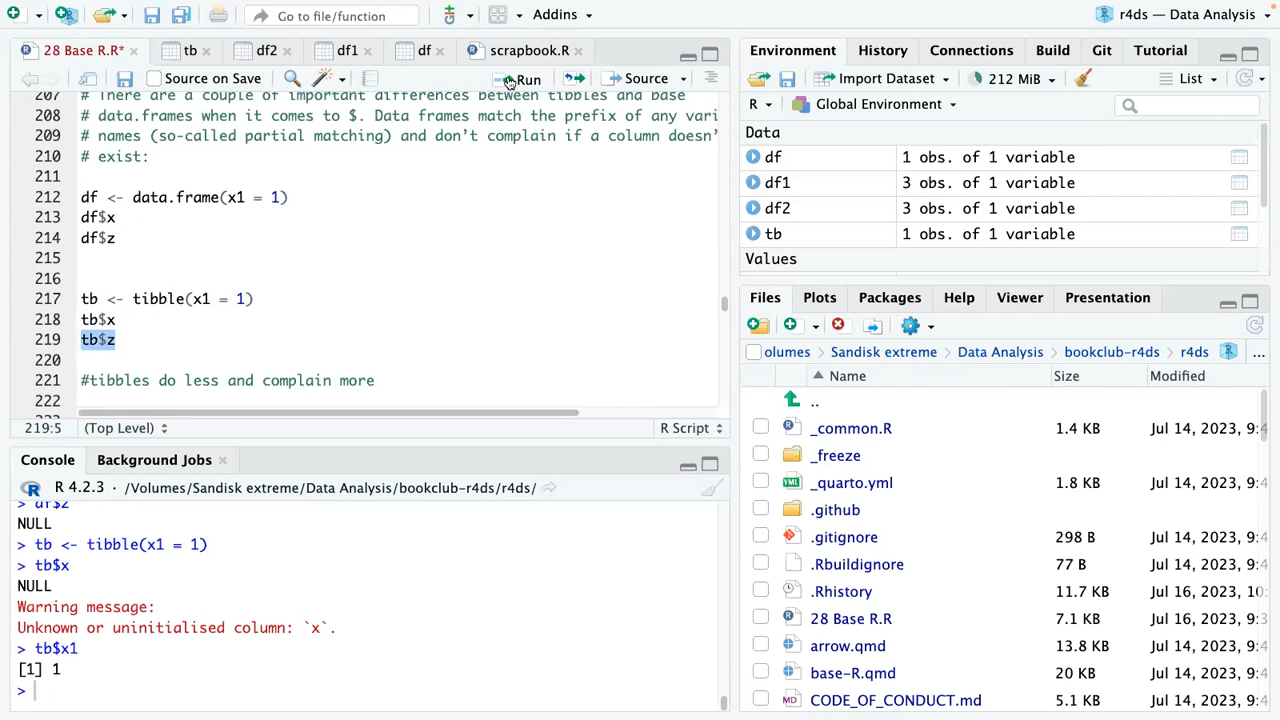 Go to file/function
Addins
r4ds — Data Analysis
28 Base R.R*
tb
df2
df1
df
scrapbook.R
Source on Save
Run
Source
207 # There are a couple of important differences between tibbles and base
208 # data.frames when it comes to $. Data frames match the prefix of any vari
209 # names (so-called partial matching) and don't complain if a column doesn'
210 # exist:
211
212 df <- data.frame(x1 = 1)
213 df$x
214 df$z
215
216
217 tb <- tibble(x1 = 1)
218 tb$x
219 tb$z
220
221 #tibbles do less and complain more
222
219:5 (Top Level) R Script
Console Background Jobs
R 4.2.3 · /Volumes/Sandisk extreme/Data Analysis/bookclub-r4ds/r4ds/
> df$z
NULL
> tb <- tibble(x1 = 1)
> tb$x
NULL
Warning message:
Unknown or uninitialised column: `x`.
> tb$x1
[1] 1
>
Environment History Connections Build Git Tutorial
Import Dataset 212 MiB List
R Global Environment
Data
df 1 obs. of 1 variable
df1 3 obs. of 1 variable
df2 3 obs. of 1 variable
tb 1 obs. of 1 variable
Values
Files Plots Packages Help Viewer Presentation
olumes Sandisk extreme Data Analysis bookclub-r4ds r4ds ...
Name Size Modified
..
_common.R 1.4 KB Jul 14, 2023, 9:4
_freeze
_quarto.yml 1.8 KB Jul 14, 2023, 9:4
.github
.gitignore 298 B Jul 14, 2023, 9:4
.Rbuildignore 77 B Jul 14, 2023, 9:4
.Rhistory 11.7 KB Jul 16, 2023, 10:
28 Base R.R 7.1 KB Jul 16, 2023, 9:4
arrow.qmd 13.8 KB Jul 14, 2023, 9:4
base-R.qmd 20 KB Jul 14, 2023, 9:4
CODE_OF_CONDUCT.md 5.1 KB Jul 14, 2023, 9:4